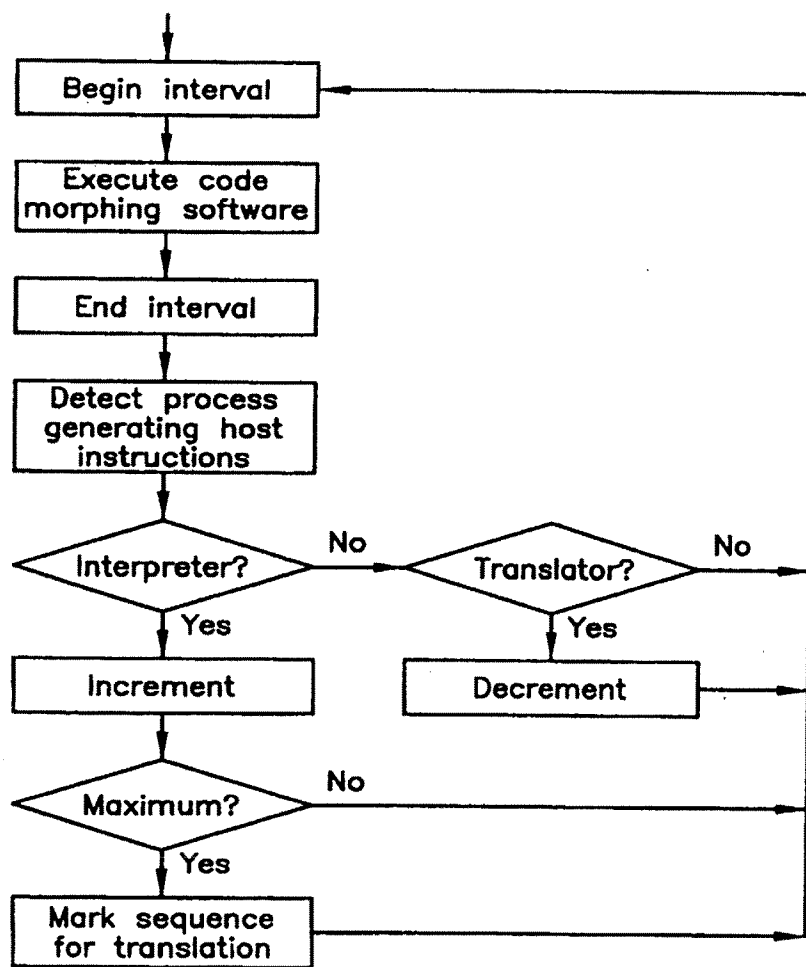 Begin interval
Execute code
morphing software
End interval
Detect process
generating host
instructions
Interpreter?
No
Translator?
No
Yes
Yes
Increment
Decrement
Maximum?
No
Yes
Mark sequence
for translation